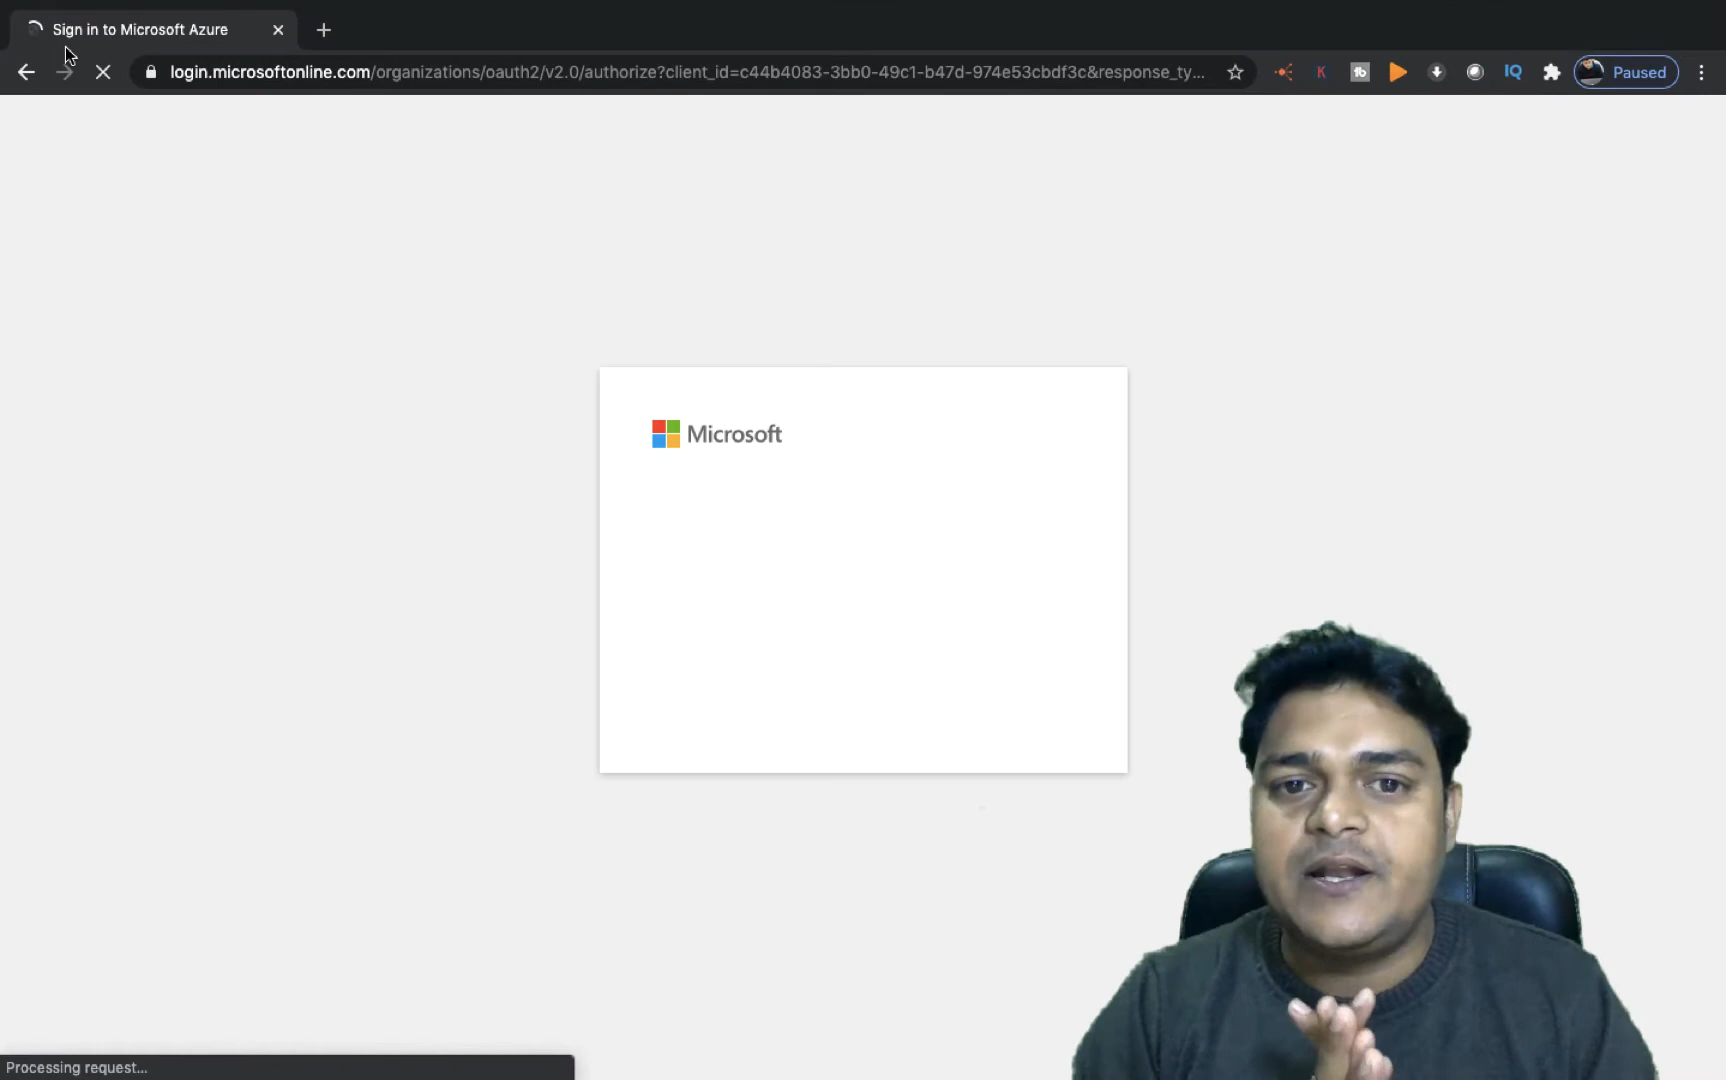 Sign in to Microsoft Azure
login.microsoftonline.com/organizations/oauth2/v2.0/authorize?client_id=c44b4083-3bb0-49c1-b47d-974e53cbdf3c&response_ty...
K
tb
IQ
Paused
Microsoft
Processing request...